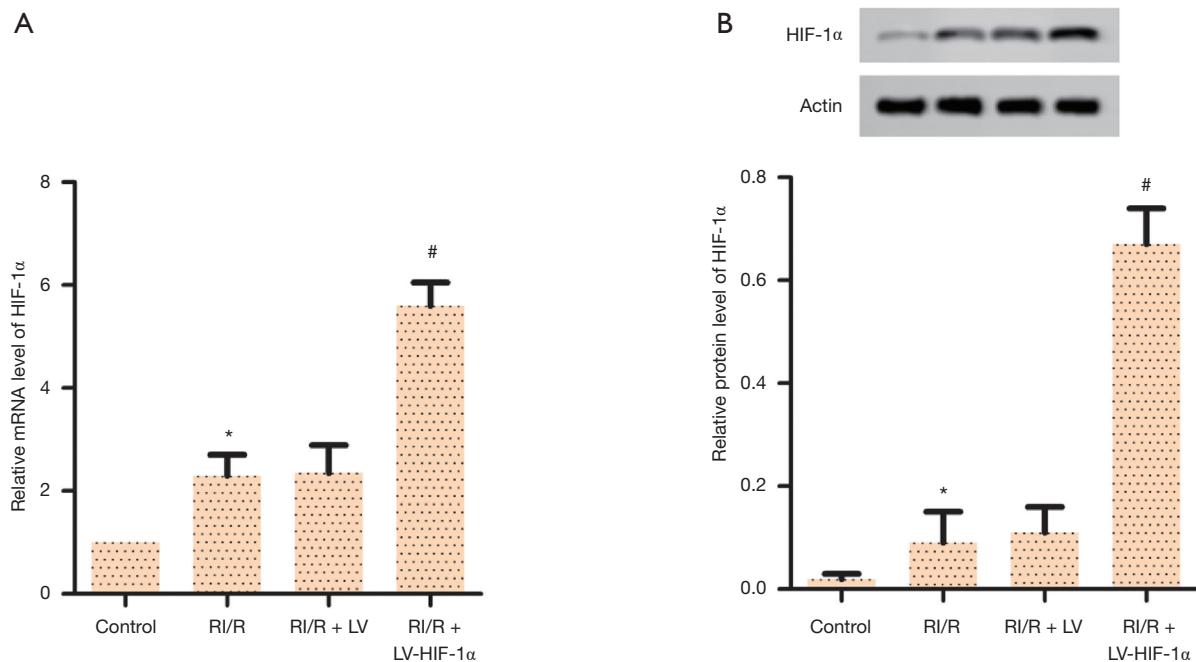 A
Relative mRNA level of HIF-1α
8
6
4
2
0
*
#
Control
RI/R
RI/R + LV
RI/R +
LV-HIF-1α
B
HIF-1α
Actin
Relative protein level of HIF-1α
0.8
0.6
0.4
0.2
0.0
*
#
Control
RI/R
RI/R + LV
RI/R +
LV-HIF-1α